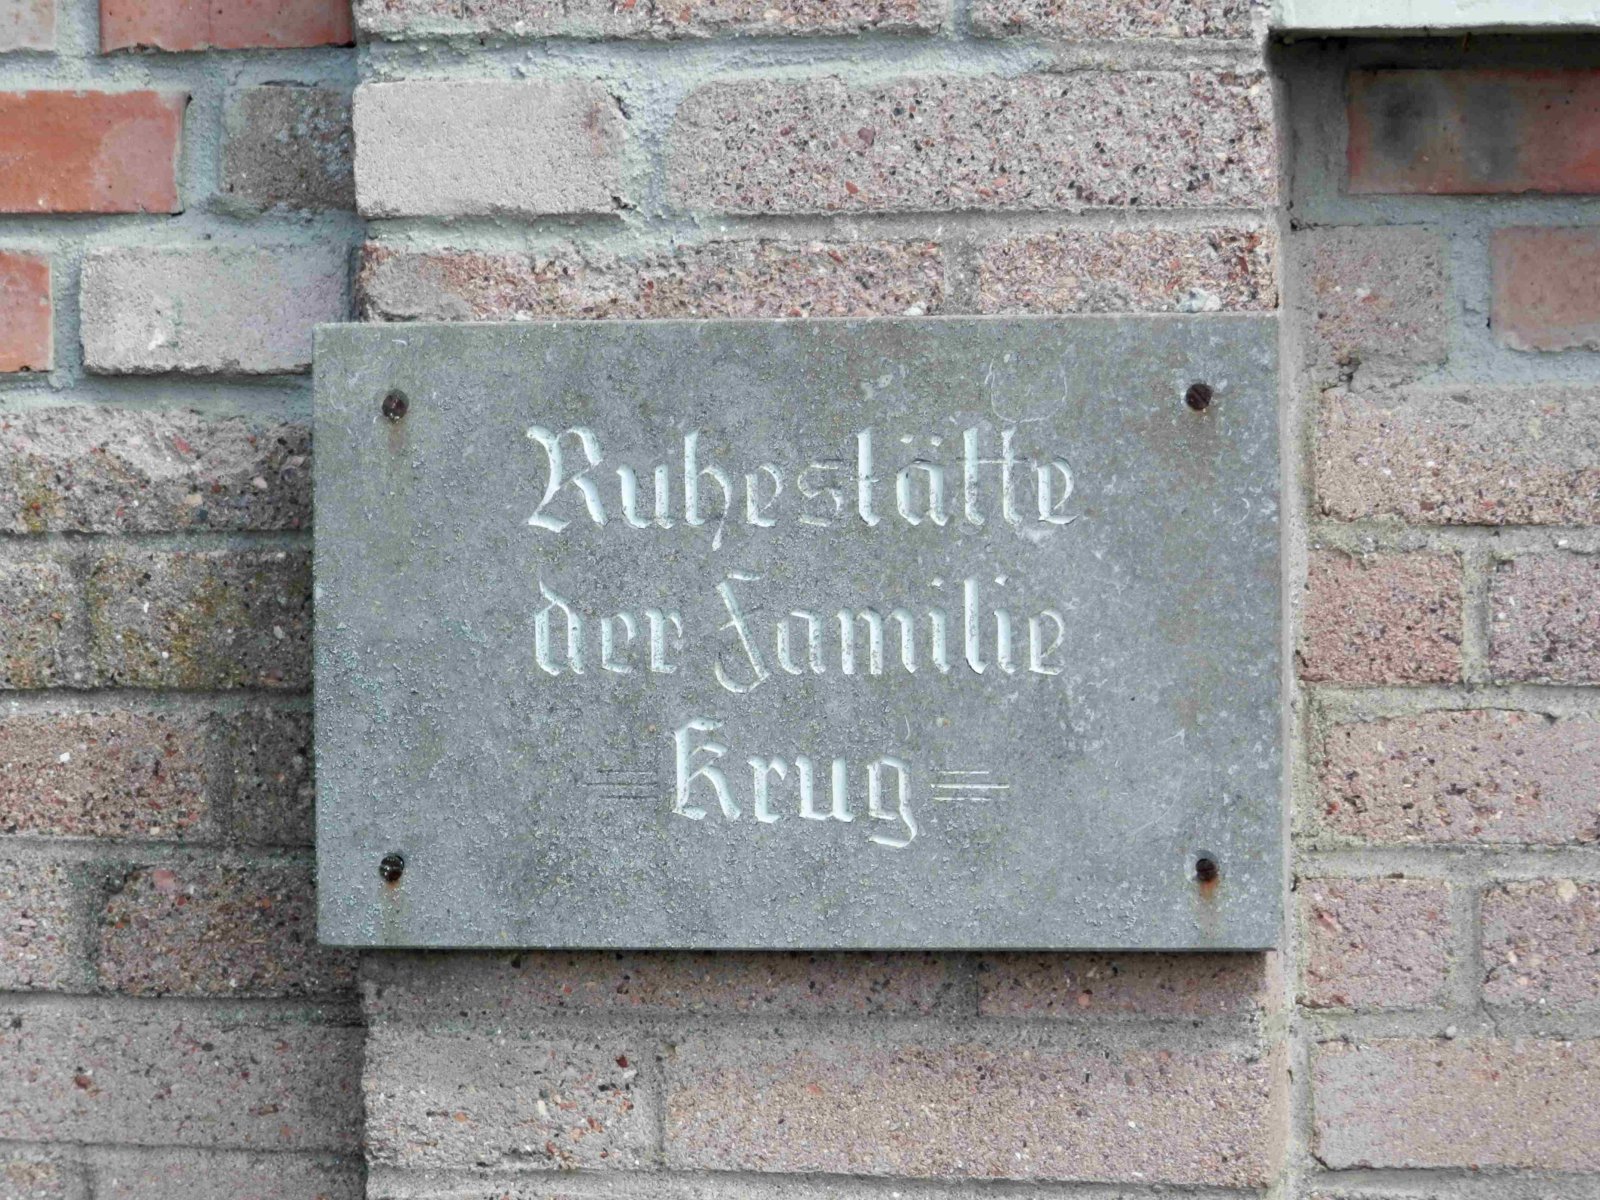 Ruhestätte
der Familie
Krug